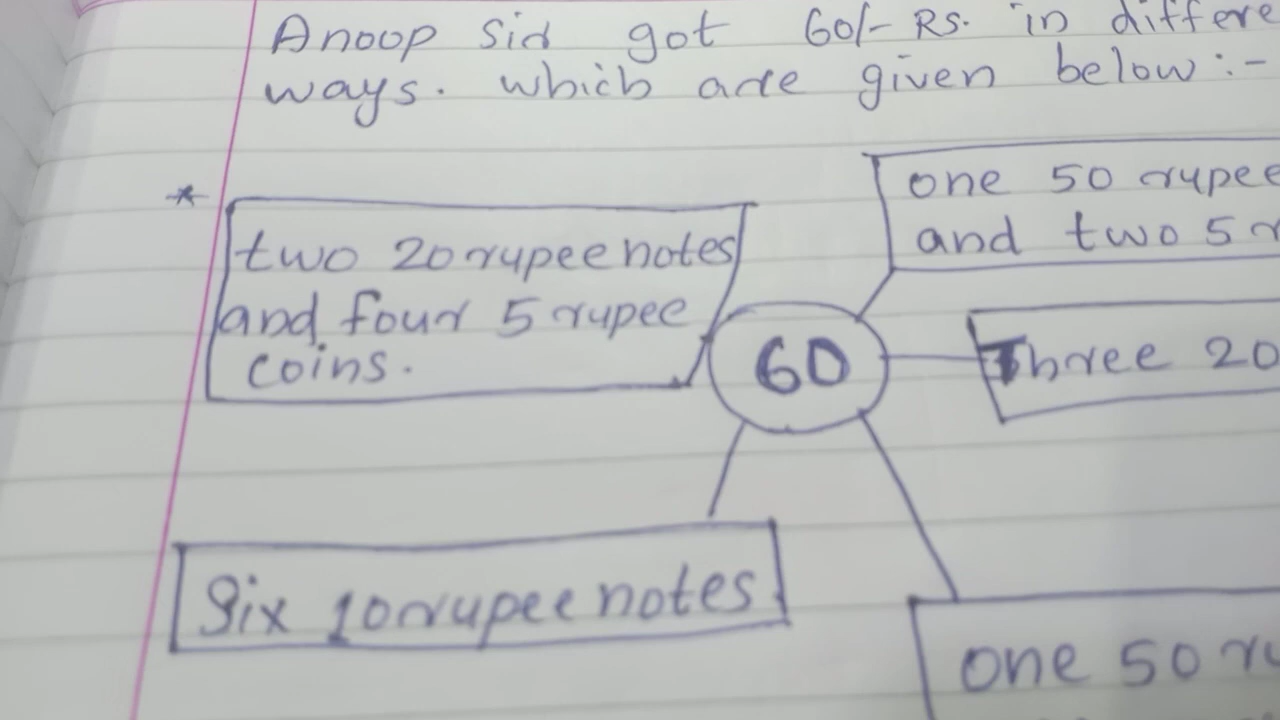 Anoop Sir got 60/- RS. in differe
ways. which are given below:-
*
two 20 rupee notes
and four 5 rupee
coins.
one 50 rupee
and two 5 r
60
Three 20
Six 10 rupee notes
one 50 ru